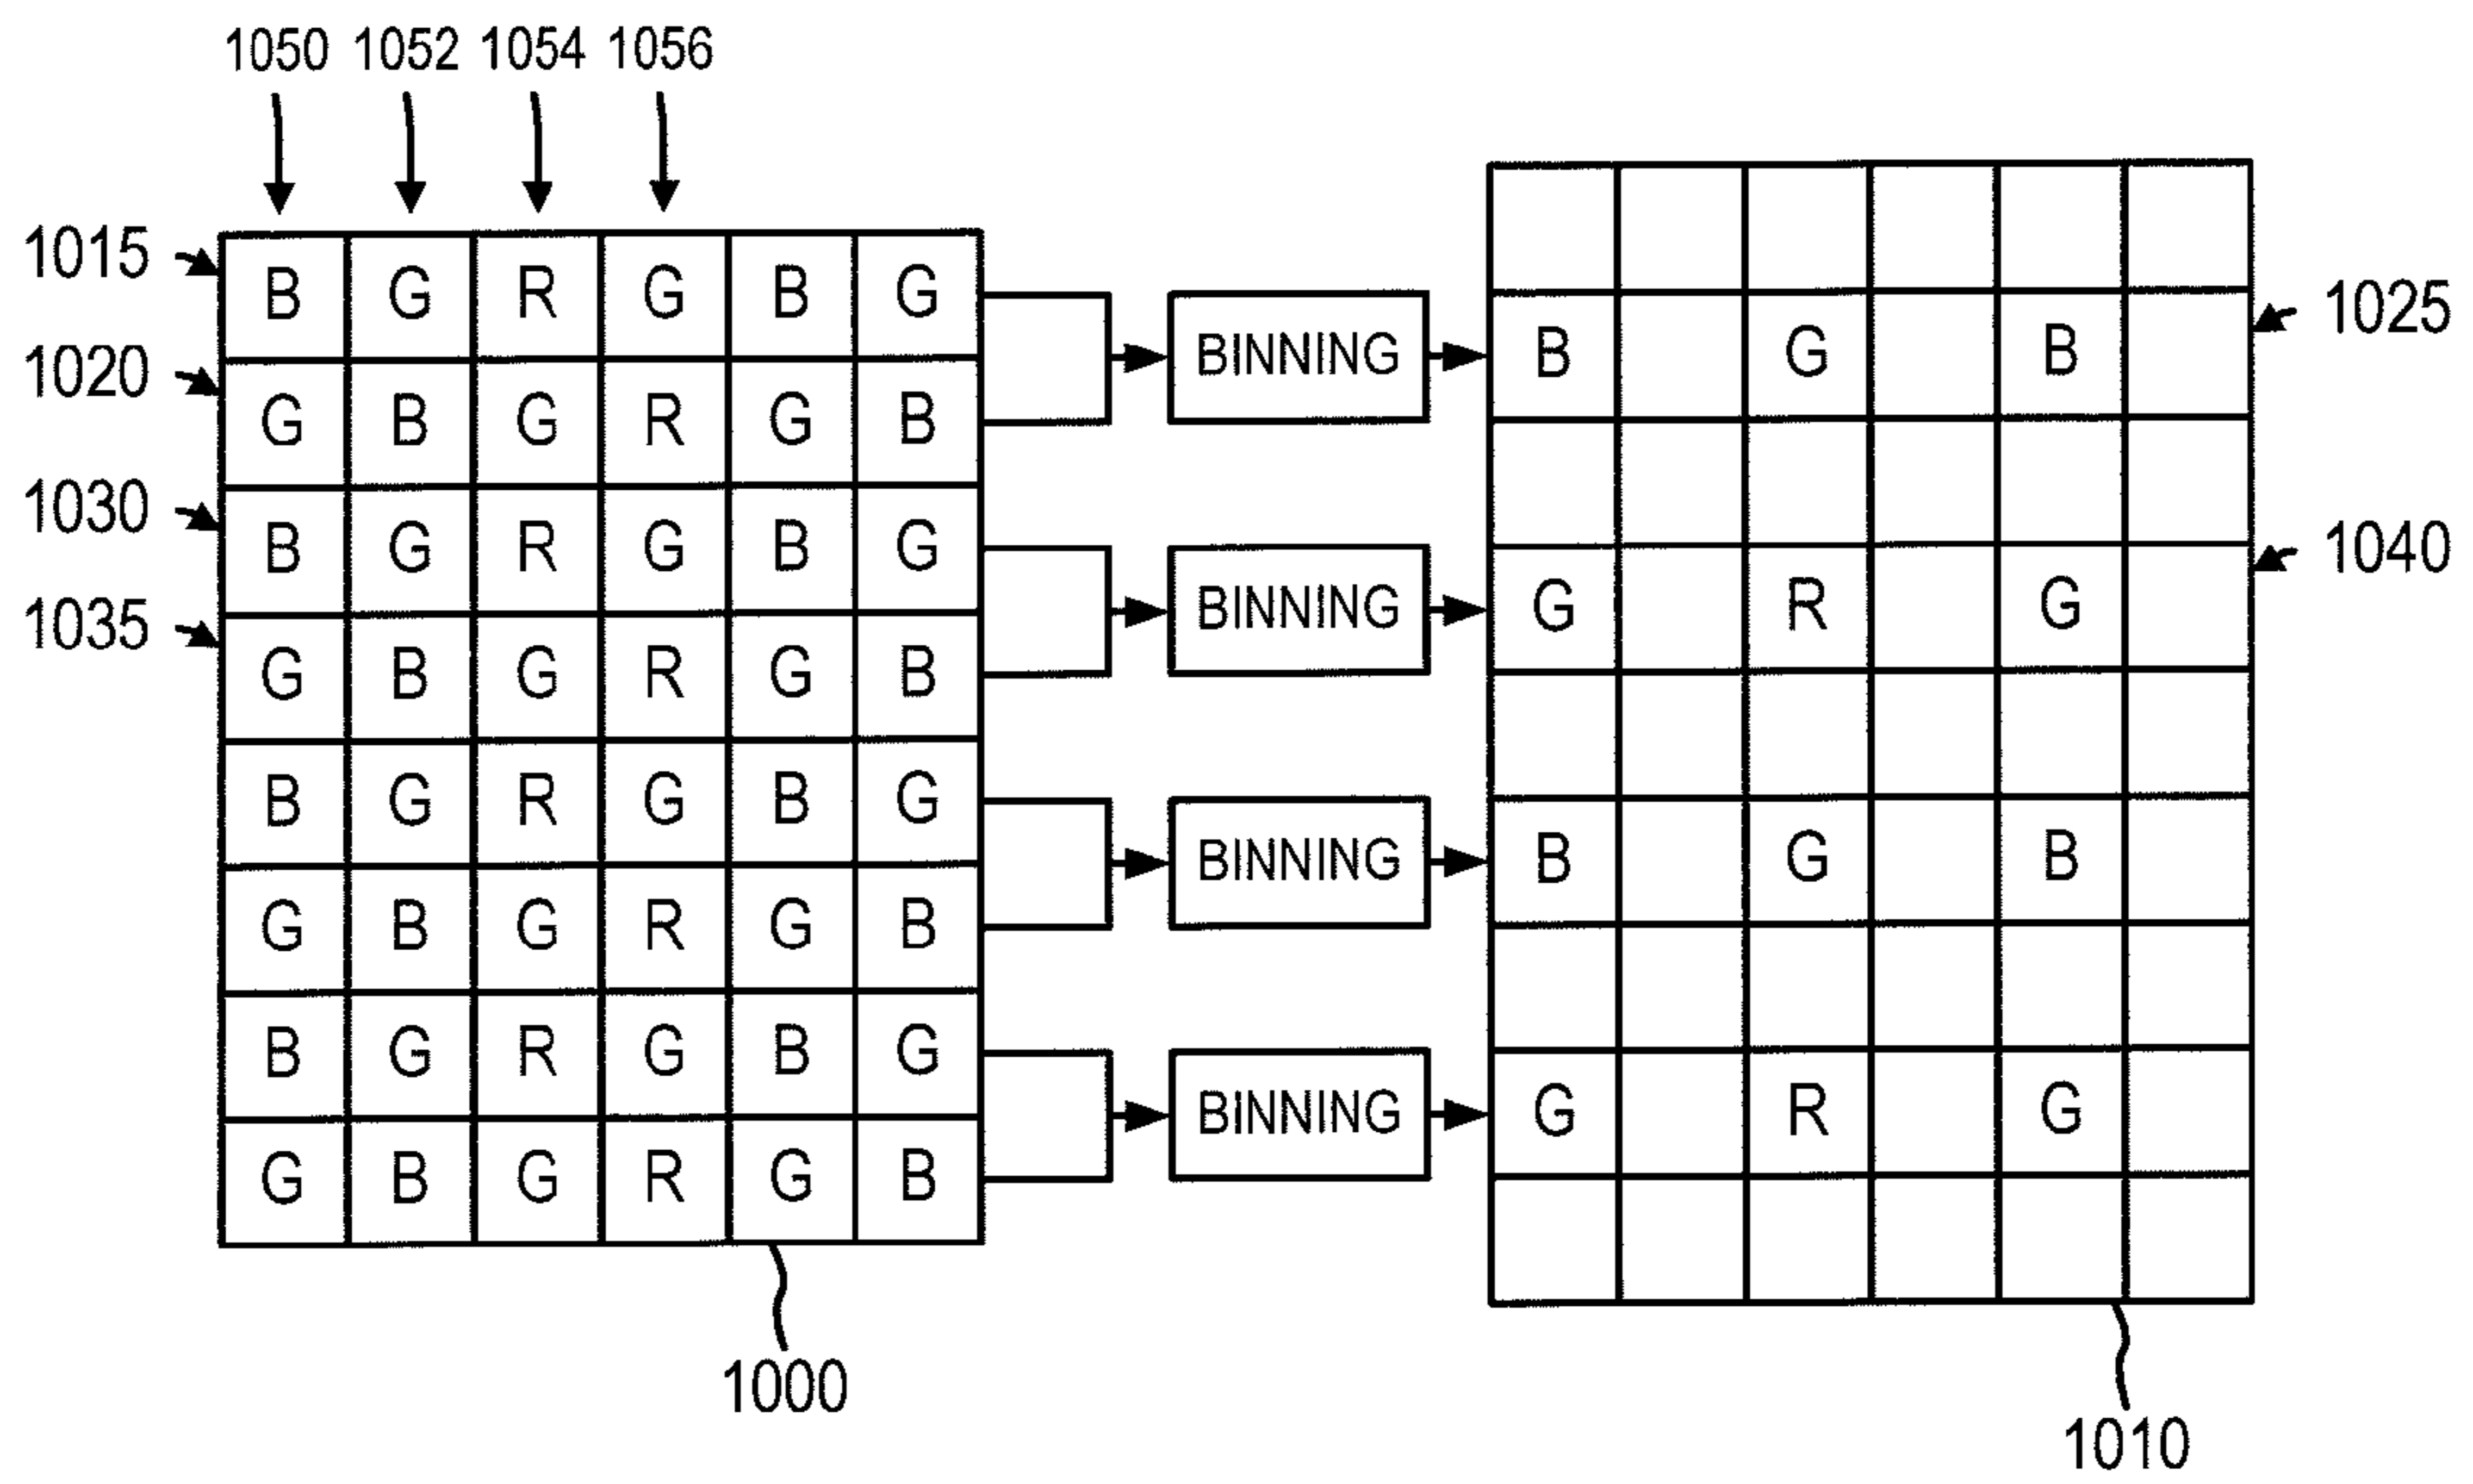 1050 1052 1054 1056
1015 B G R G B G
BINNING B G B 1025
1020 G B G R G B
1030 B G R G B G
BINNING G R G 1040
1035 G B G R G B
B G R G B G
BINNING B G B
G B G R G B
B G R G B G
BINNING G R G
G B G R G B
1000
1010